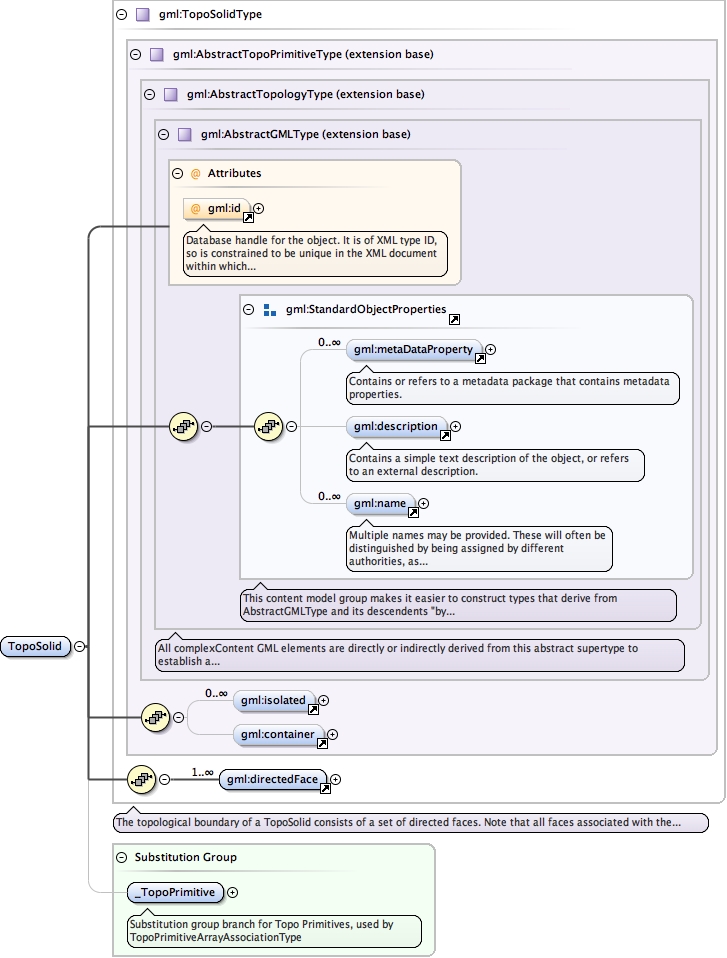 gml:TopoSolidType
gml:AbstractTopoPrimitiveType (extension base)
gml:AbstractTopologyType (extension base)
gml:AbstractGMLType (extension base)
@ Attributes
@ gml:id
Database handle for the object. It is of XML type ID,
so is constrained to be unique in the XML document
within which...
gml:StandardObjectProperties
0..∞
gml:metaDataProperty
Contains or refers to a metadata package that contains metadata
properties.
gml:description
Contains a simple text description of the object, or refers
to an external description.
0..∞
gml:name
Multiple names may be provided. These will often be
distinguished by being assigned by different
authorities, as...
This content model group makes it easier to construct types that derive from
AbstractGMLType and its descendents "by...
TopoSolid
All complexContent GML elements are directly or indirectly derived from this abstract supertype to
establish a...
0..∞
gml:isolated
gml:container
1..∞
gml:directedFace
The topological boundary of a TopoSolid consists of a set of directed faces. Note that all faces associated with the...
Substitution Group
_TopoPrimitive
Substitution group branch for Topo Primitives, used by
TopoPrimitiveArrayAssociationType